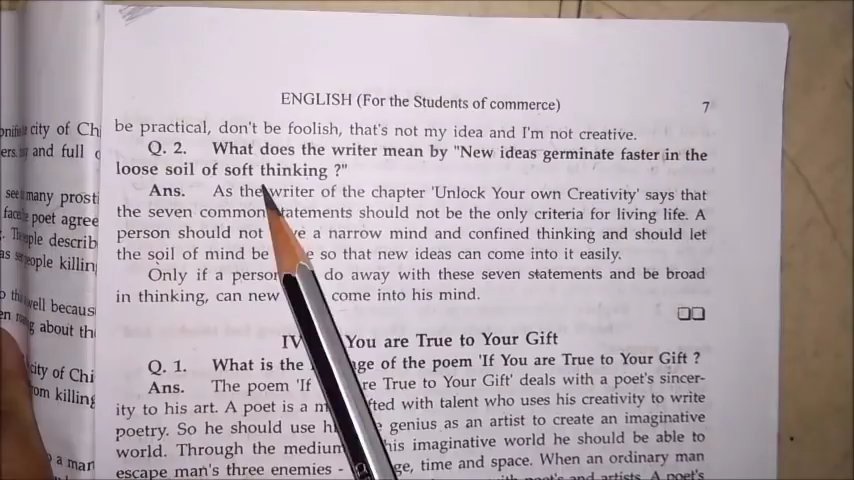 ENGLISH (For the Students of commerce) 7
be practical, don't be foolish, that's not my idea and I'm not creative.
Q. 2. What does the writer mean by "New ideas germinate faster in the
loose soil of soft thinking ?"
Ans. As the writer of the chapter 'Unlock Your own Creativity' says that
the seven common statements should not be the only criteria for living life. A
person should not a narrow mind and confined thinking and should let
the soil of mind be so that new ideas can come into it easily.
Only if a person do away with these seven statements and be broad
in thinking, can new come into his mind.
IV You are True to Your Gift
Q. 1. What is the of the poem 'If You are True to Your Gift ?
Ans. The poem 'If are True to Your Gift' deals with a poet's sincer-
ity to his art. A poet is a gifted with talent who uses his creativity to write
poetry. So he should use genius as an artist to create an imaginative
world. Through the medium his imaginative world he should be able to
escape man's three enemies - time and space. When an ordinary man
city of Ch
and full
see many prosti
face poet agree
describ
people killin
well becaus
about the
city of Chi
killing
a man